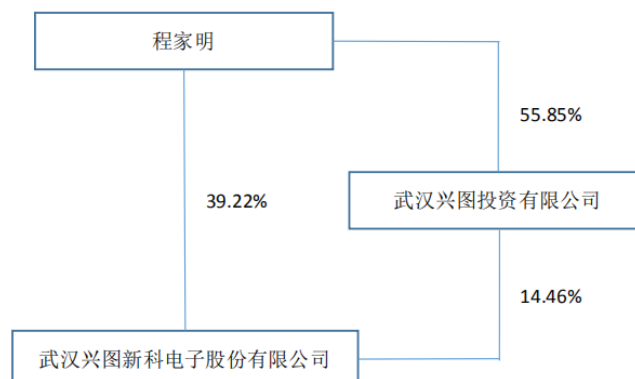 程家明
55.85%
39.22%
武汉兴图投资有限公司
14.46%
武汉兴图新科电子股份有限公司